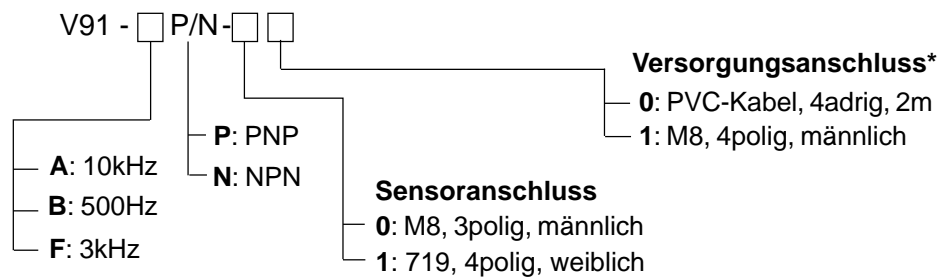 V91 - P/N-
Versorgungsanschluss*
0: PVC-Kabel, 4adrig, 2m
1: M8, 4polig, männlich
P: PNP
N: NPN
A: 10kHz
B: 500Hz
F: 3kHz
Sensoranschluss
0: M8, 3polig, männlich
1: 719, 4polig, weiblich